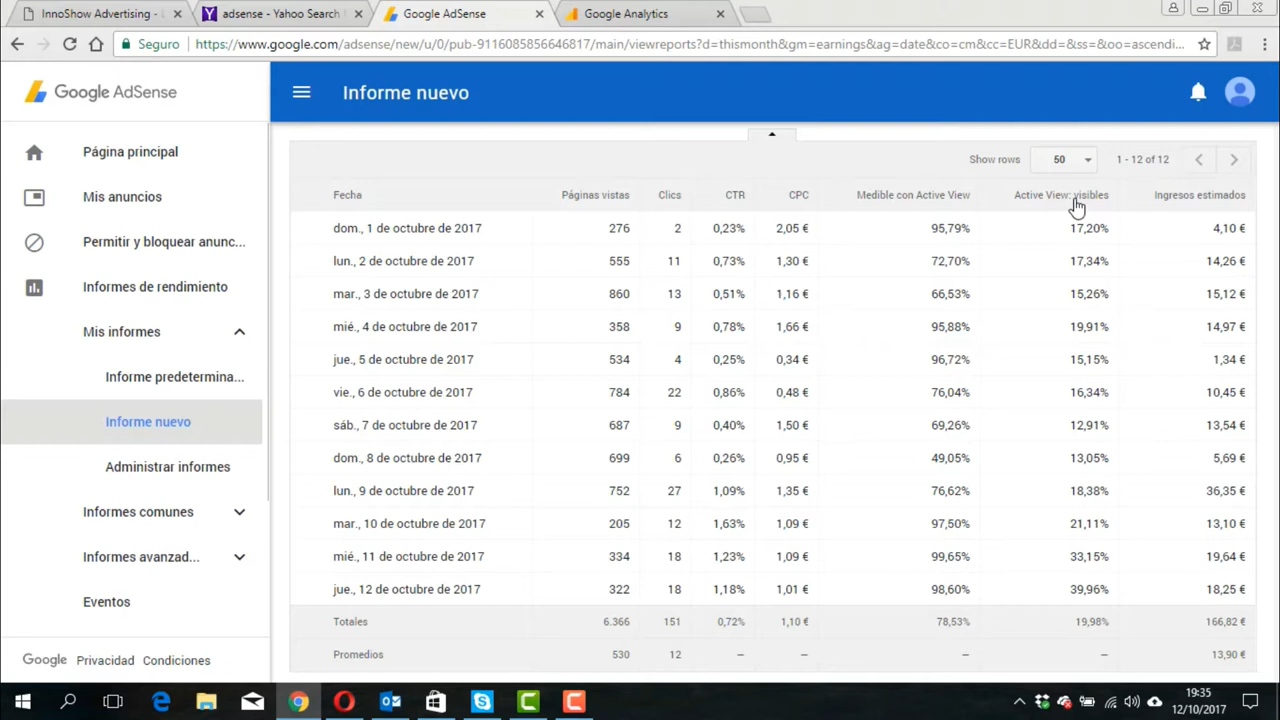 InnoShow Advertising - L
adsense - Yahoo Search
Google AdSense
Google Analytics
Seguro
https://www.google.com/adsense/new/u/0/pub-9116085856646817/main/viewreports?d=thismonth&gm=earnings&ag=date&co=cm&cc=EUR&dd=&ss=&oo=ascendi...
Google AdSense
Informe nuevo
Página principal
Mis anuncios
Permitir y bloquear anunc...
Informes de rendimiento
Mis informes
Informe predetermina...
Informe nuevo
Administrar informes
Informes comunes
Informes avanzad...
Eventos
Google Privacidad Condiciones
Show rows 50 1 - 12 of 12
Fecha Páginas vistas Clics CTR CPC Medible con Active View Active View: visibles Ingresos estimados
dom., 1 de octubre de 2017 276 2 0,23% 2,05 € 95,79% 17,20% 4,10 €
lun., 2 de octubre de 2017 555 11 0,73% 1,30 € 72,70% 17,34% 14,26 €
mar., 3 de octubre de 2017 860 13 0,51% 1,16 € 66,53% 15,26% 15,12 €
mié., 4 de octubre de 2017 358 9 0,78% 1,66 € 95,88% 19,91% 14,97 €
jue., 5 de octubre de 2017 534 4 0,25% 0,34 € 96,72% 15,15% 1,34 €
vie., 6 de octubre de 2017 784 22 0,86% 0,48 € 76,04% 16,34% 10,45 €
sáb., 7 de octubre de 2017 687 9 0,40% 1,50 € 69,26% 12,91% 13,54 €
dom., 8 de octubre de 2017 699 6 0,26% 0,95 € 49,05% 13,05% 5,69 €
lun., 9 de octubre de 2017 752 27 1,09% 1,35 € 76,62% 18,38% 36,35 €
mar., 10 de octubre de 2017 205 12 1,63% 1,09 € 97,50% 21,11% 13,10 €
mié., 11 de octubre de 2017 334 18 1,23% 1,09 € 99,65% 33,15% 19,64 €
jue., 12 de octubre de 2017 322 18 1,18% 1,01 € 98,60% 39,96% 18,25 €
Totales 6.366 151 0,72% 1,10 € 78,53% 19,98% 166,82 €
Promedios 530 12 – – – – 13,90 €
19:35
12/10/2017